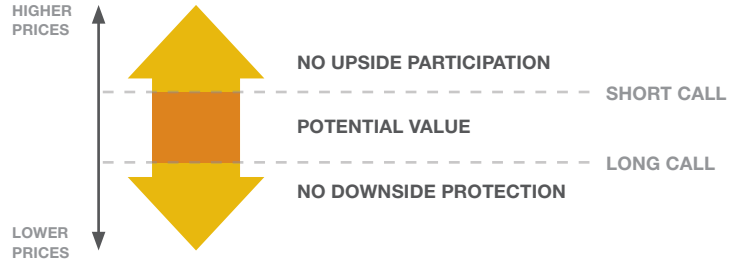 HIGHER
PRICES
NO UPSIDE PARTICIPATION
SHORT CALL
POTENTIAL VALUE
LONG CALL
NO DOWNSIDE PROTECTION
LOWER
PRICES